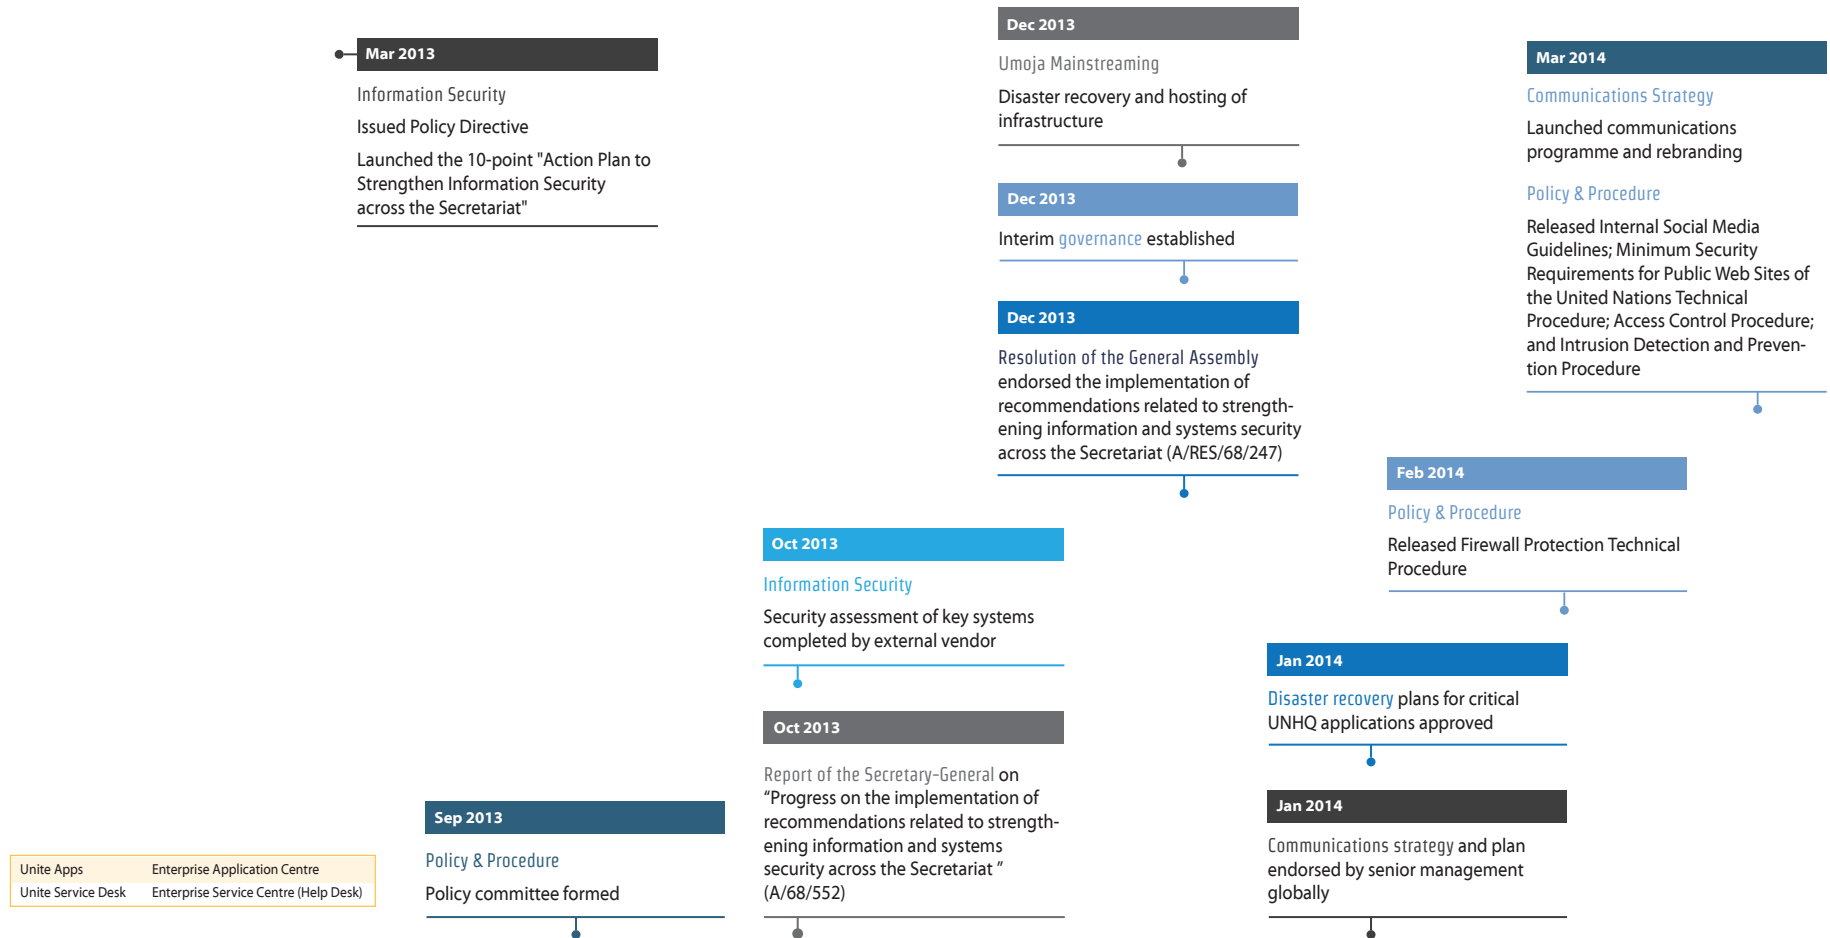 Mar 2013
Information Security
Issued Policy Directive
Launched the 10-point "Action Plan to
Strengthen Information Security
across the Secretariat"
Unite Apps Enterprise Application Centre
Unite Service Desk Enterprise Service Centre (Help Desk)
Sep 2013
Policy & Procedure
Policy committee formed
Oct 2013
Information Security
Security assessment of key systems
completed by external vendor
Oct 2013
Report of the Secretary-General on
“Progress on the implementation of
recommendations related to strength-
ening information and systems
security across the Secretariat ”
(A/68/552)
Dec 2013
Umoja Mainstreaming
Disaster recovery and hosting of
infrastructure
Dec 2013
Interim governance established
Dec 2013
Resolution of the General Assembly
endorsed the implementation of
recommendations related to strength-
ening information and systems security
across the Secretariat (A/RES/68/247)
Mar 2014
Communications Strategy
Launched communications
programme and rebranding
Policy & Procedure
Released Internal Social Media
Guidelines; Minimum Security
Requirements for Public Web Sites of
the United Nations Technical
Procedure; Access Control Procedure;
and Intrusion Detection and Preven-
tion Procedure
Feb 2014
Policy & Procedure
Released Firewall Protection Technical
Procedure
Jan 2014
Disaster recovery plans for critical
UNHQ applications approved
Jan 2014
Communications strategy and plan
endorsed by senior management
globally